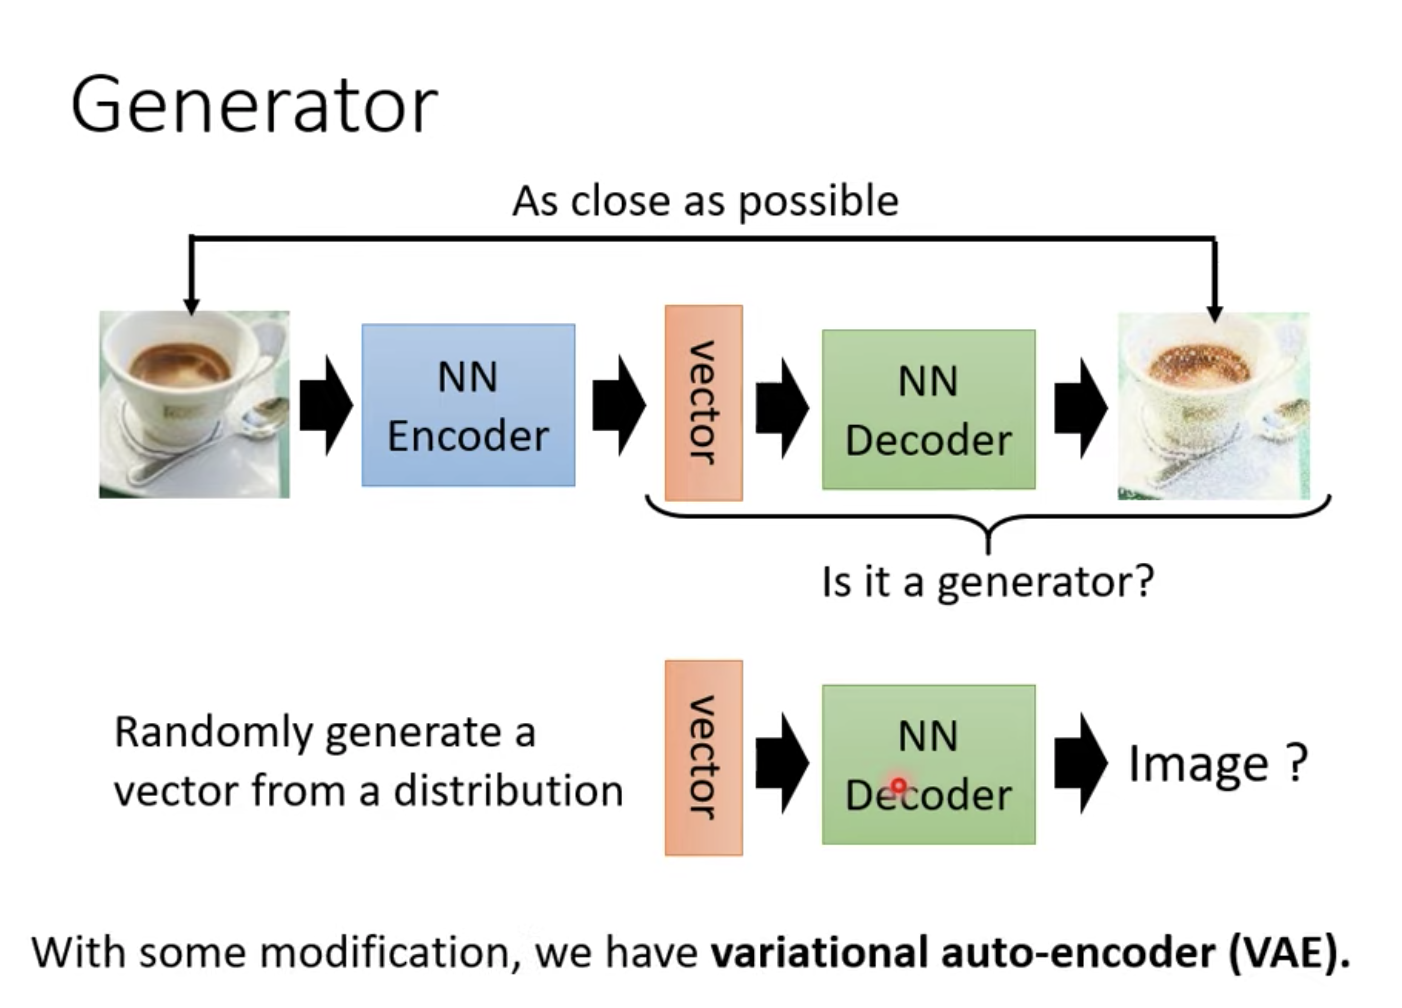 Generator
As close as possible
NN
Encoder
vector
NN
Decoder
Is it a generator?
Randomly generate a
vector from a distribution
vector
NN
Decoder
Image ?
With some modification, we have variational auto-encoder (VAE).